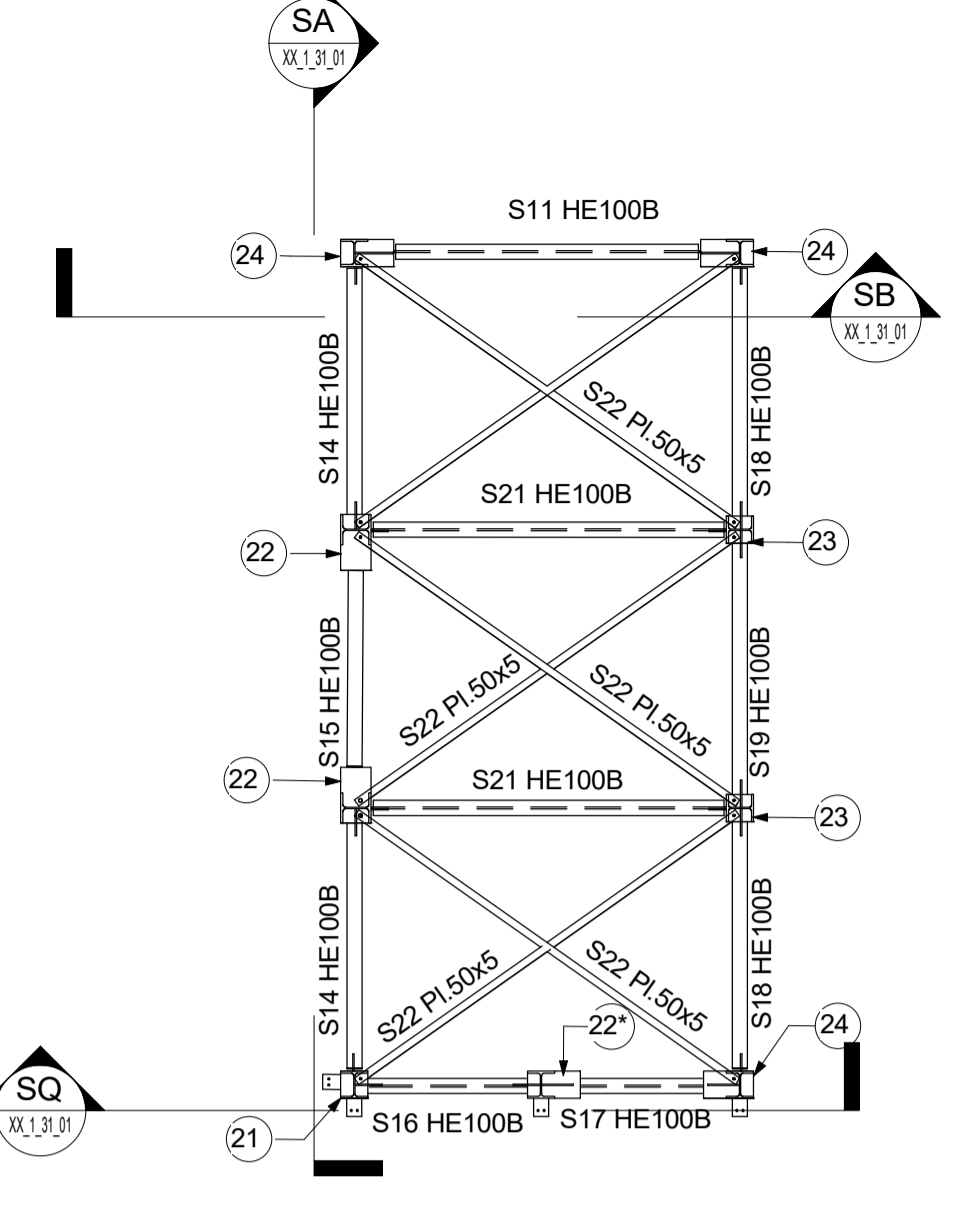 SA
XX_1_31_01
S11 HE100B
24
24
SB
XX_1_31_01
S14 HE100B
S22 Pl.50x5
S18 HE100B
S21 HE100B
22
23
S15 HE100B
S22 Pl.50x5
S22 Pl.50x5
S19 HE100B
22
S21 HE100B
23
S14 HE100B
S22 Pl.50x5
S22 Pl.50x5
S18 HE100B
22*
24
SQ
XX_1_31_01
21
S16 HE100B
S17 HE100B